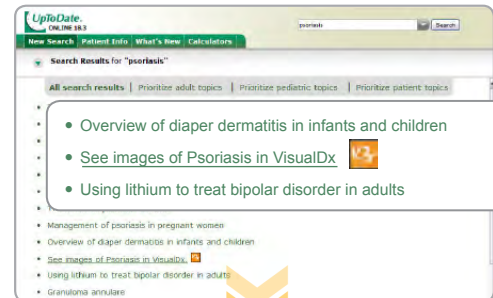 UpToDate.
ONLINE 18.3
psoriasis
Search
New Search Patient Info What's New Calculators
Search Results for "psoriasis"
All search results | Prioritize adult topics | Prioritize pediatric topics | Prioritize patient topics
• Overview of diaper dermatitis in infants and children
• See images of Psoriasis in VisualDx
• Using lithium to treat bipolar disorder in adults
• Management of psoriasis in pregnant women
• Overview of diaper dermatitis in infants and children
• See images of Psoriasis in VisualDx.
• Using lithium to treat bipolar disorder in adults
• Granuloma annulare